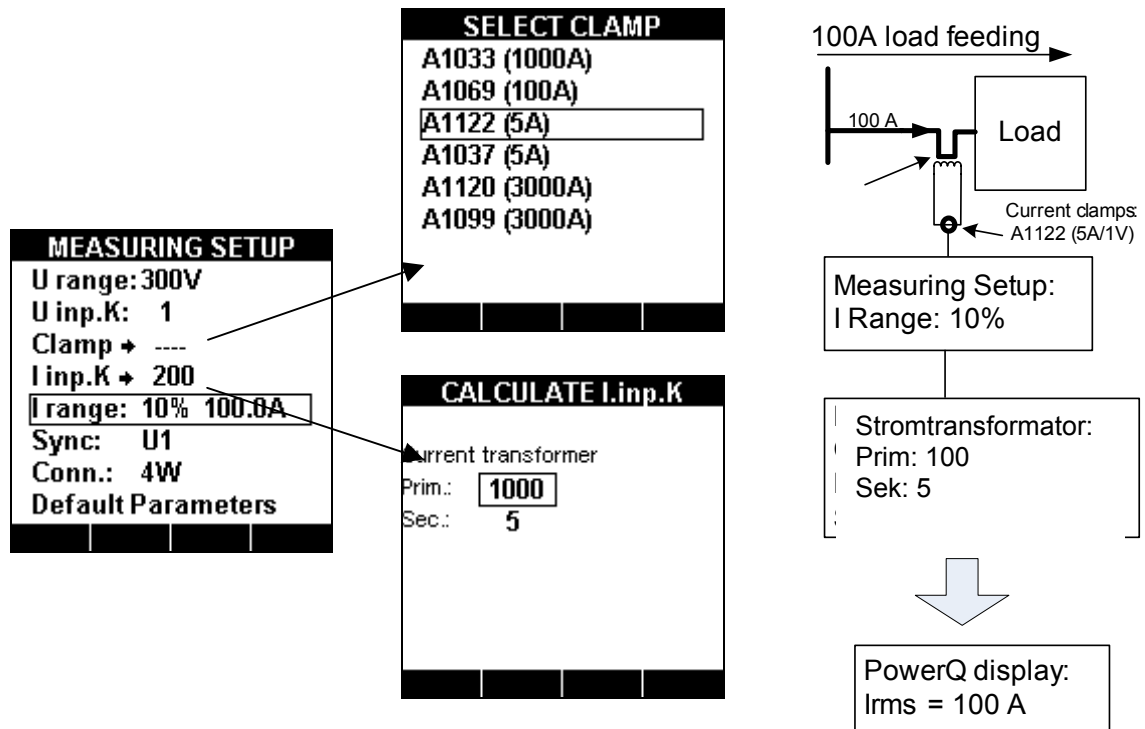 MEASURING SETUP
U range: 300V
U inp.K: 1
Clamp → ----
I inp.K → 200
I range: 10% 100.0A
Sync: U1
Conn.: 4W
Default Parameters
SELECT CLAMP
A1033 (1000A)
A1069 (100A)
A1122 (5A)
A1037 (5A)
A1120 (3000A)
A1099 (3000A)
CALCULATE I.inp.K
Current transformer
Prim.: 1000
Sec.: 5
100A load feeding
100 A
Load
Current clamps:
A1122 (5A/1V)
Measuring Setup:
I Range: 10%
Stromtransformator:
Prim: 100
Sek: 5
PowerQ display:
Irms = 100 A